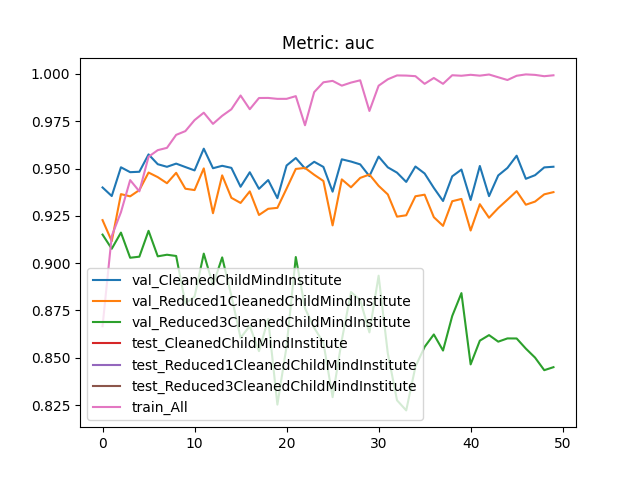 Metric: auc
1.000
0.975
0.950
0.925
0.900
0.875
0.850
0.825
val_CleanedChildMindInstitute
val_Reduced1CleanedChildMindInstitute
val_Reduced3CleanedChildMindInstitute
test_CleanedChildMindInstitute
test_Reduced1CleanedChildMindInstitute
test_Reduced3CleanedChildMindInstitute
train_All
0 10 20 30 40 50